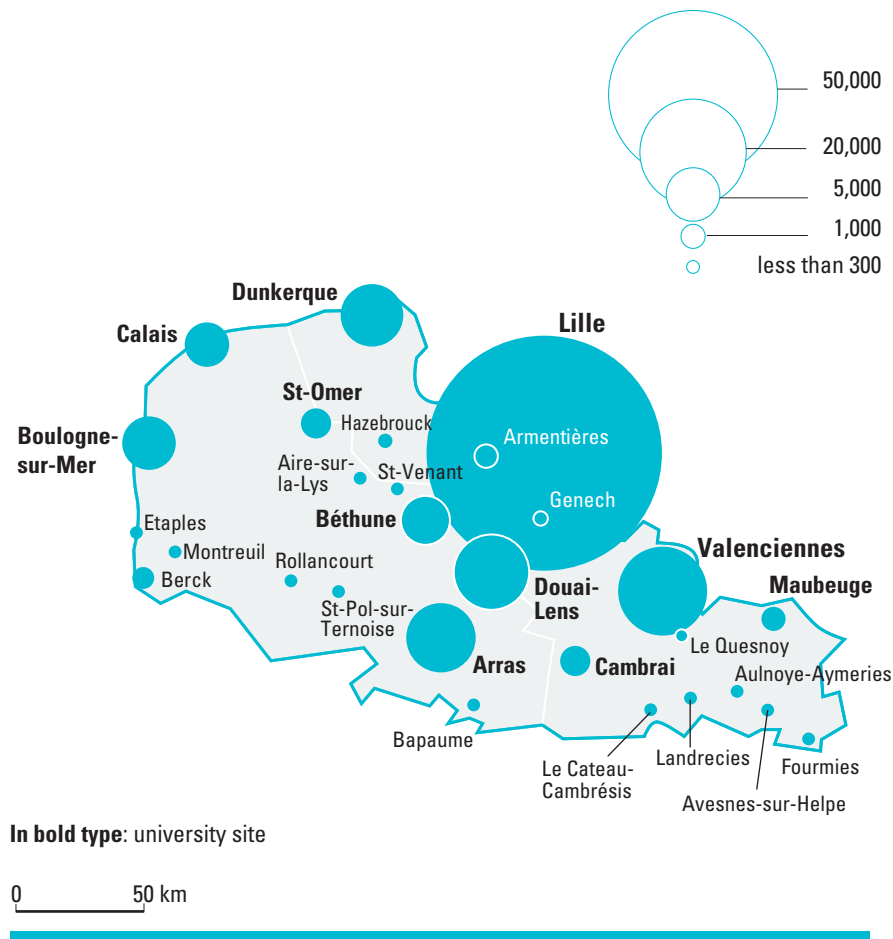 50,000
20,000
5,000
1,000
less than 300
Dunkerque
Calais
Lille
St-Omer
Hazebrouck
Boulogne-
sur-Mer
Armentières
Aire-sur-
la-Lys
St-Venant
Genech
Béthune
Etaples
Montreuil
Berck
Rollancourt
St-Pol-sur-
Ternoise
Douai-
Lens
Valenciennes
Maubeuge
Arras
Cambrai
Le Quesnoy
Aulnoye-Aymeries
Bapaume
Le Cateau-
Cambrésis
Landrecies
Avesnes-sur-Helpe
Fourmies
In bold type: university site
0 50 km